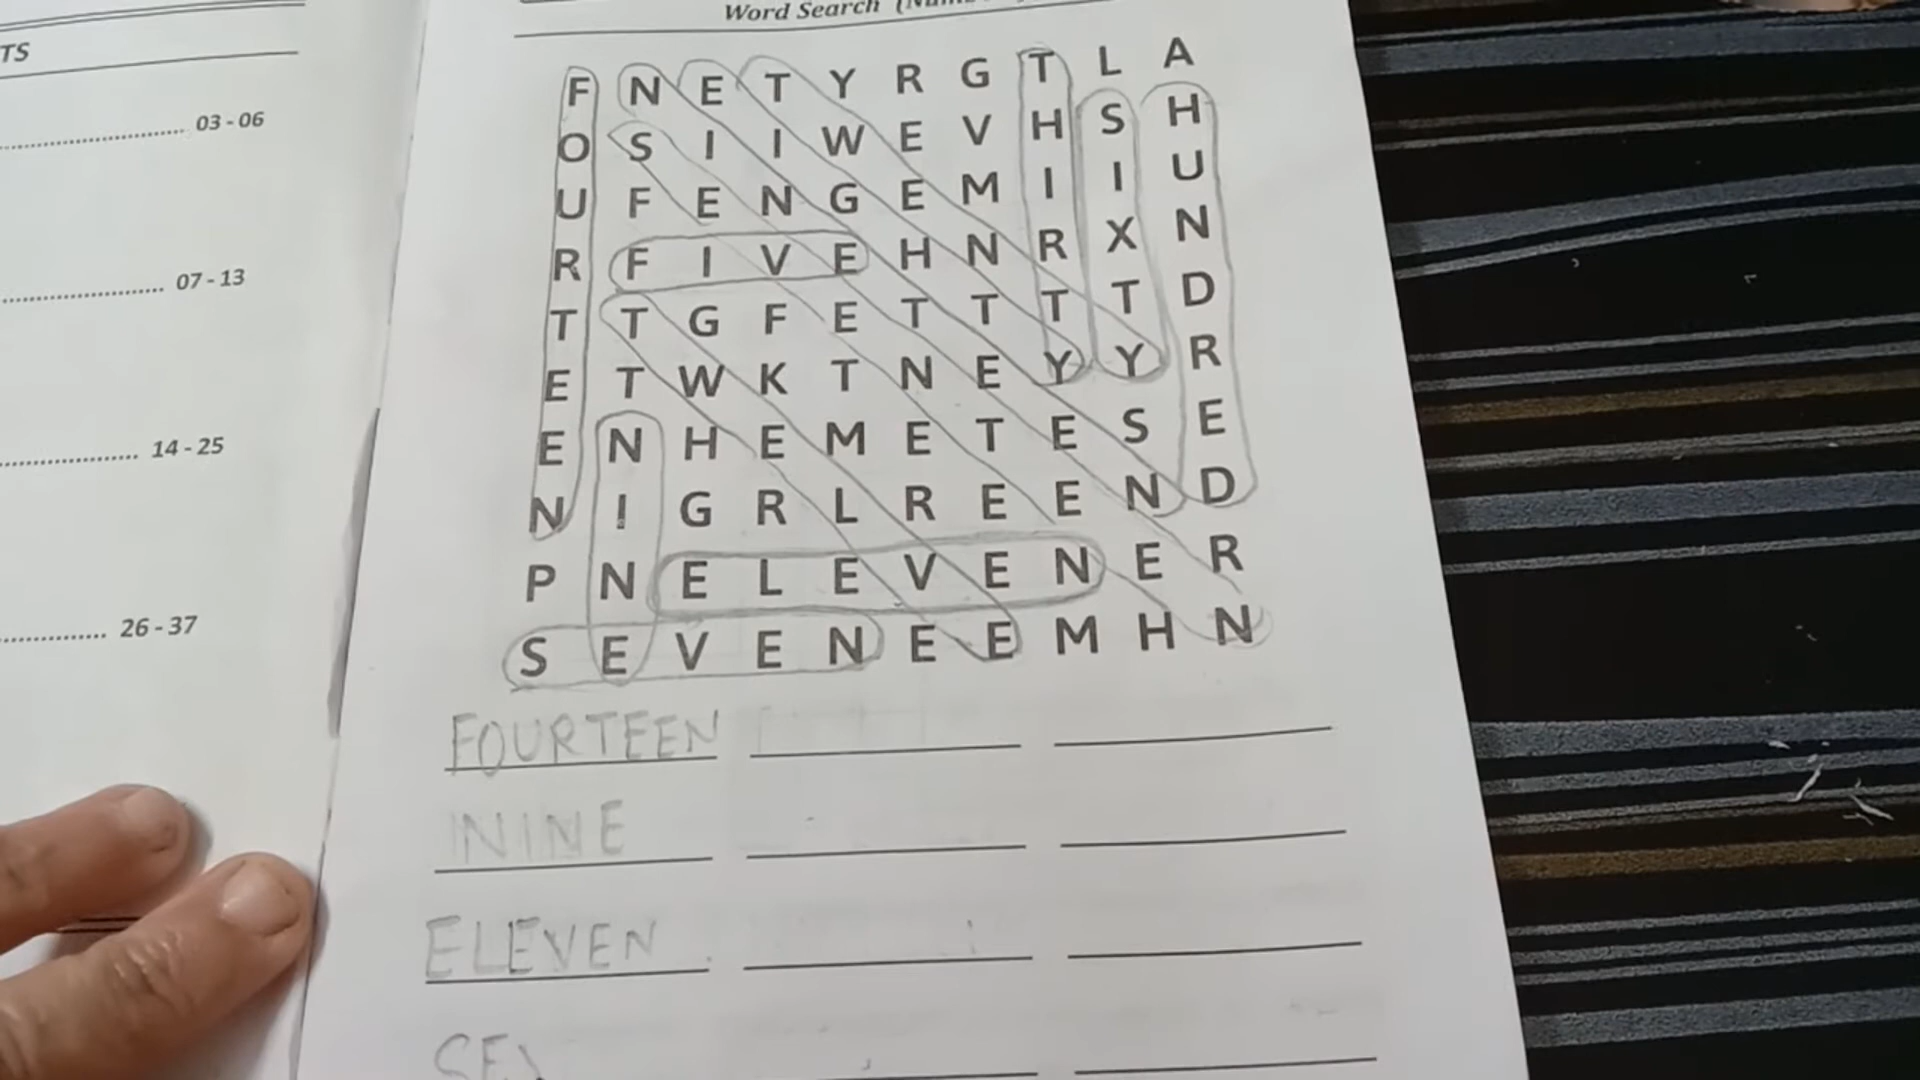 TS
03 - 06
07 - 13
14 - 25
26 - 37
Word Search
F N E T Y R G T L A
O S I I W E V H S H
U F E N G E M I I U
R F I V E H N R X N
T T G F E T T T T D
E T W K T N E Y Y R
E N H E M E T E S E
N I G R L R E E N D
P N E L E V E N E R
S E V E N E E M H N
FOURTEEN
NINE
ELEVEN